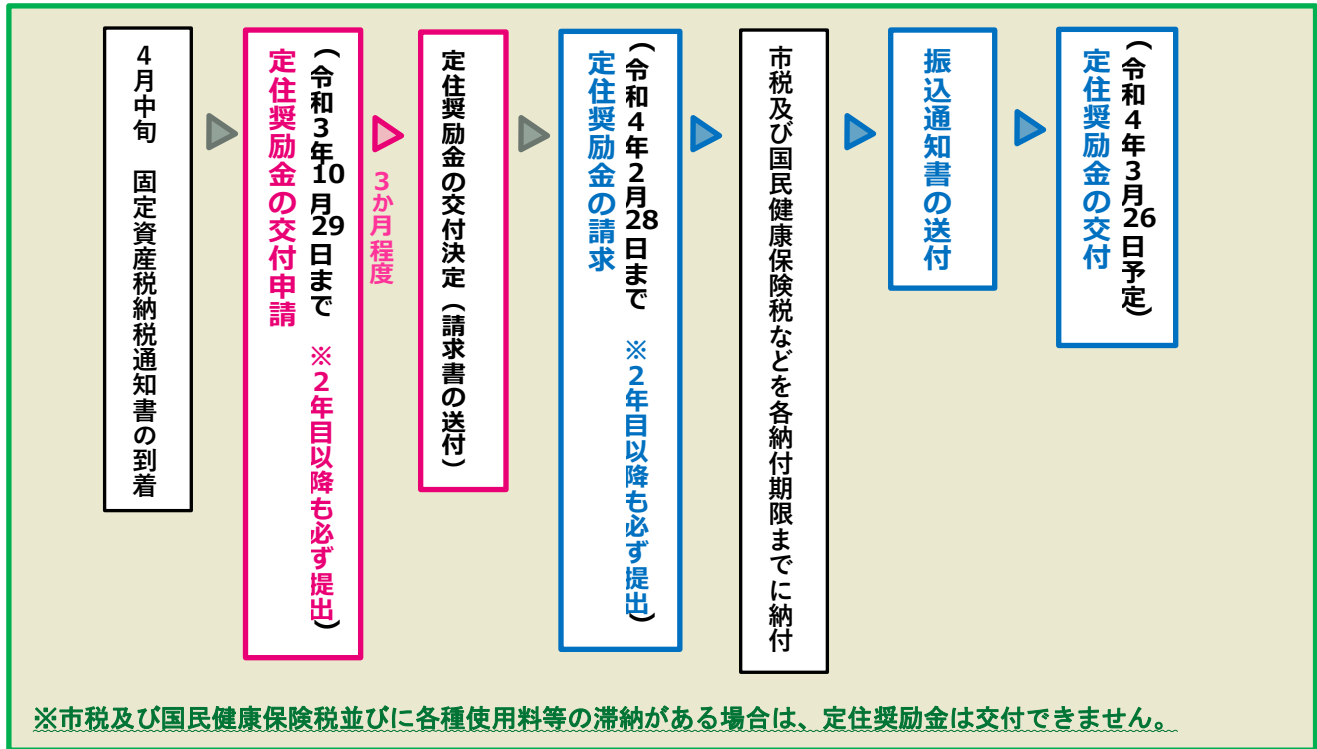 4月中旬　固定資産税納税通知書の到着
定住奨励金の交付申請
（令和3年10月29日まで　※2年目以降も必ず提出）
3か月程度
定住奨励金の交付決定（請求書の送付）
定住奨励金の請求
（令和4年2月28日まで　※2年目以降も必ず提出）
市税及び国民健康保険税などを各納付期限までに納付
振込通知書の送付
定住奨励金の交付
（令和4年3月26日予定）
※市税及び国民健康保険税並びに各種使用料等の滞納がある場合は、定住奨励金は交付できません。